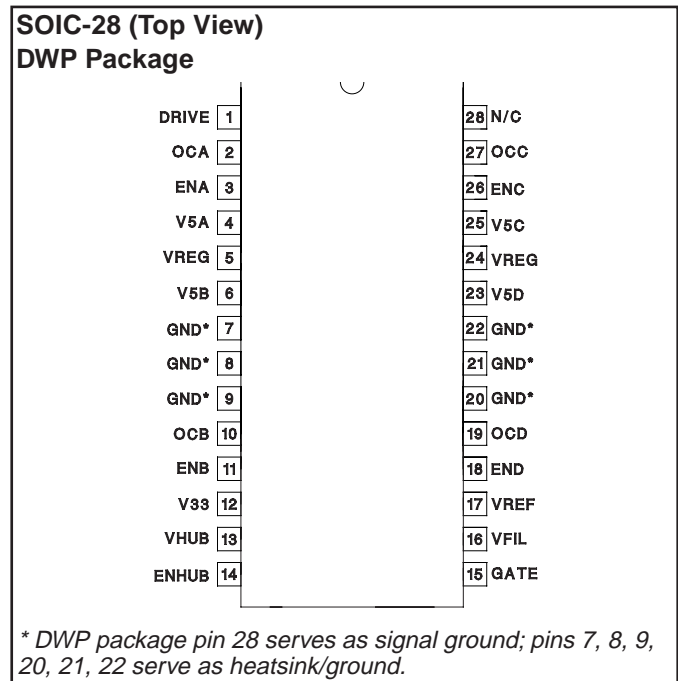 SOIC-28 (Top View)
DWP Package
DRIVE 1
28 N/C
OCA 2
27 OCC
ENA 3
26 ENC
V5A 4
25 V5C
VREG 5
24 VREG
V5B 6
23 V5D
GND* 7
22 GND*
GND* 8
21 GND*
GND* 9
20 GND*
OCB 10
19 OCD
ENB 11
18 END
V33 12
17 VREF
VHUB 13
16 VFIL
ENHUB 14
15 GATE
* DWP package pin 28 serves as signal ground; pins 7, 8, 9,
20, 21, 22 serve as heatsink/ground.